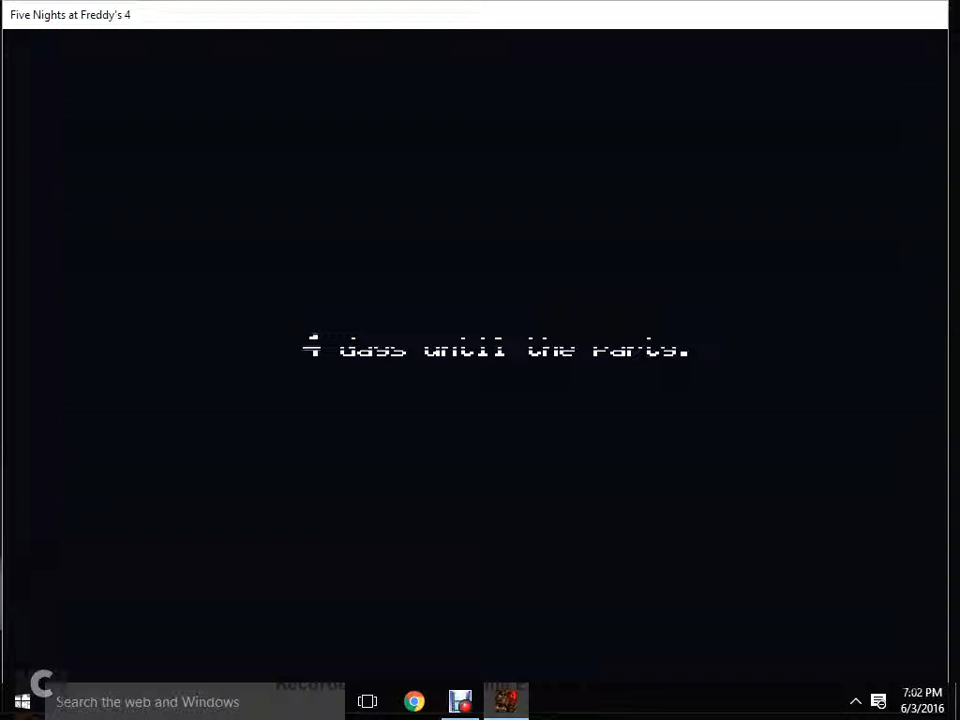 Five Nights at Freddy's 4
4 days until the Party.
Recorde
C
Search the web and Windows
7:02 PM
6/3/2016